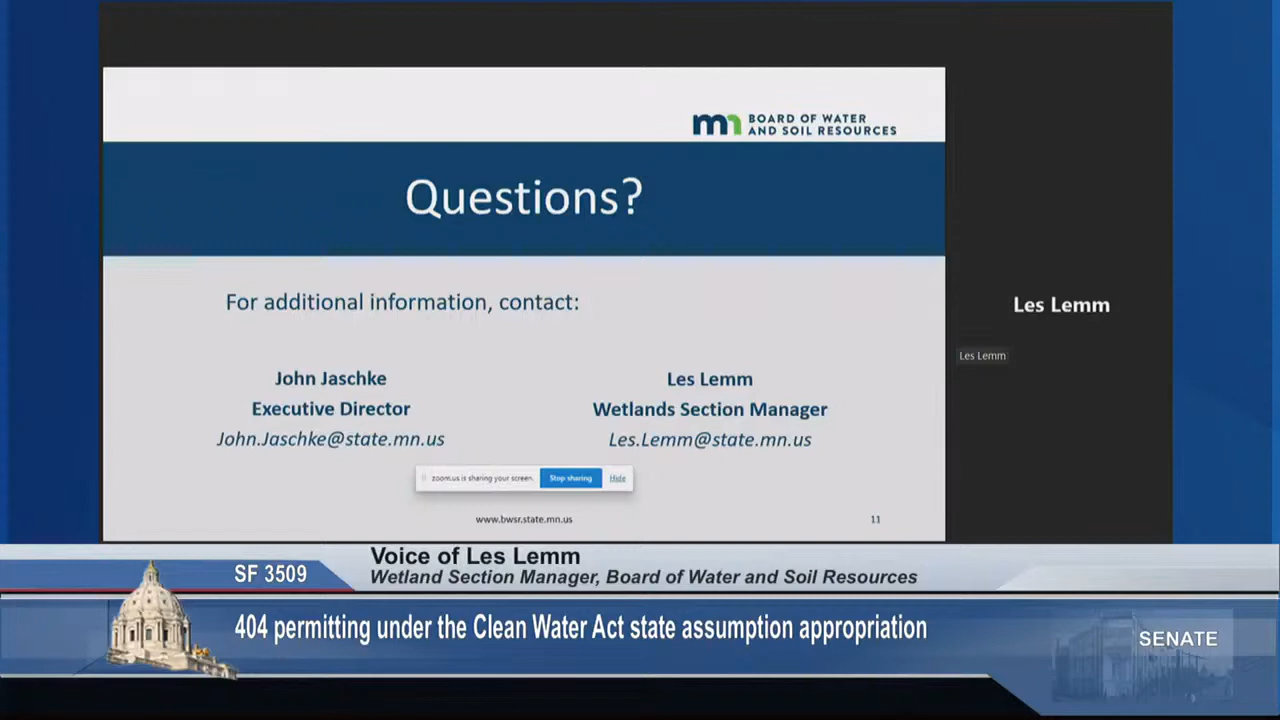 mn BOARD OF WATER
AND SOIL RESOURCES
Questions?
For additional information, contact:
John Jaschke
Executive Director
John.Jaschke@state.mn.us
Les Lemm
Wetlands Section Manager
Les.Lemm@state.mn.us
zoom.us is sharing your screen.
Stop sharing
Hide
www.bwsr.state.mn.us
11
Les Lemm
Les Lemm
SF 3509
Voice of Les Lemm
Wetland Section Manager, Board of Water and Soil Resources
404 permitting under the Clean Water Act state assumption appropriation
SENATE